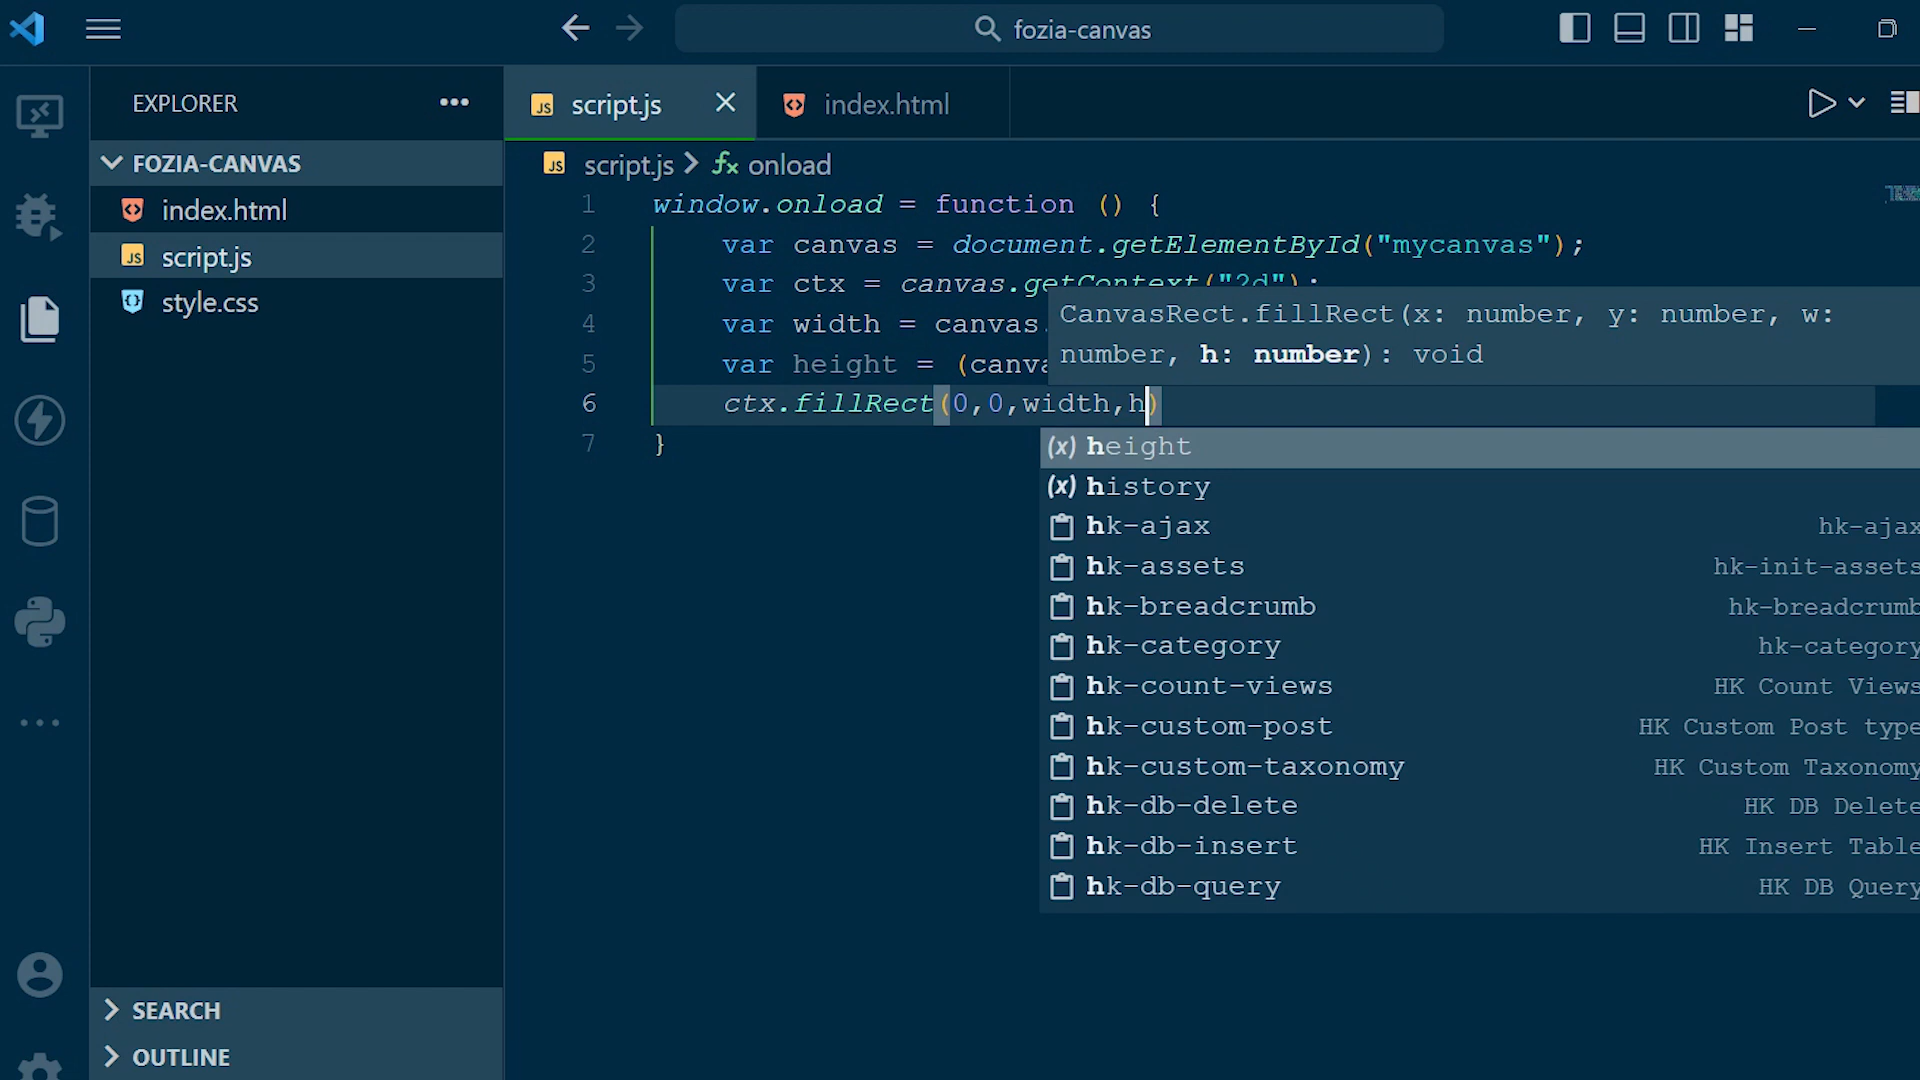 fozia-canvas
EXPLORER
script.js
index.html
FOZIA-CANVAS
index.html
script.js
style.css
SEARCH
OUTLINE
script.js > onload
1 window.onload = function () {
2 var canvas = document.getElementById("mycanvas");
3 var ctx = canvas.getContext("2d");
4 var width = canvas.
5 var height = (canva
6 ctx.fillRect(0,0,width,h)
7 }
CanvasRect.fillRect(x: number, y: number, w:
number, h: number): void
height
history
hk-ajax hk-ajax
hk-assets hk-init-assets
hk-breadcrumb hk-breadcrumb
hk-category hk-category
hk-count-views HK Count Views
hk-custom-post HK Custom Post type
hk-custom-taxonomy HK Custom Taxonomy
hk-db-delete HK DB Delete
hk-db-insert HK Insert Table
hk-db-query HK DB Query